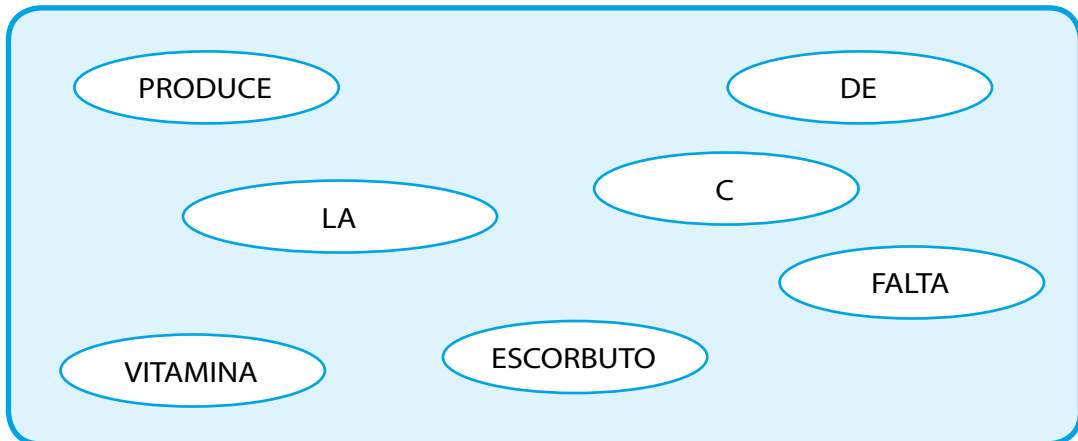 PRODUCE
DE
LA
C
FALTA
VITAMINA
ESCORBUTO